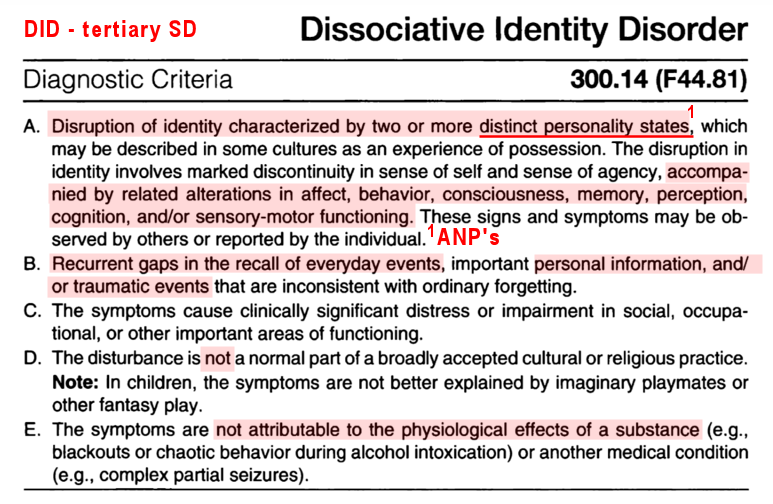 DID - tertiary SD
Dissociative Identity Disorder
Diagnostic Criteria 300.14 (F44.81)
A. Disruption of identity characterized by two or more distinct personality states,1 which
may be described in some cultures as an experience of possession. The disruption in
identity involves marked discontinuity in sense of self and sense of agency, accompa-
nied by related alterations in affect, behavior, consciousness, memory, perception,
cognition, and/or sensory-motor functioning. These signs and symptoms may be ob-
served by others or reported by the individual. 1ANP's
B. Recurrent gaps in the recall of everyday events, important personal information, and/
or traumatic events that are inconsistent with ordinary forgetting.
C. The symptoms cause clinically significant distress or impairment in social, occupa-
tional, or other important areas of functioning.
D. The disturbance is not a normal part of a broadly accepted cultural or religious practice.
Note: In children, the symptoms are not better explained by imaginary playmates or
other fantasy play.
E. The symptoms are not attributable to the physiological effects of a substance (e.g.,
blackouts or chaotic behavior during alcohol intoxication) or another medical condition
(e.g., complex partial seizures).